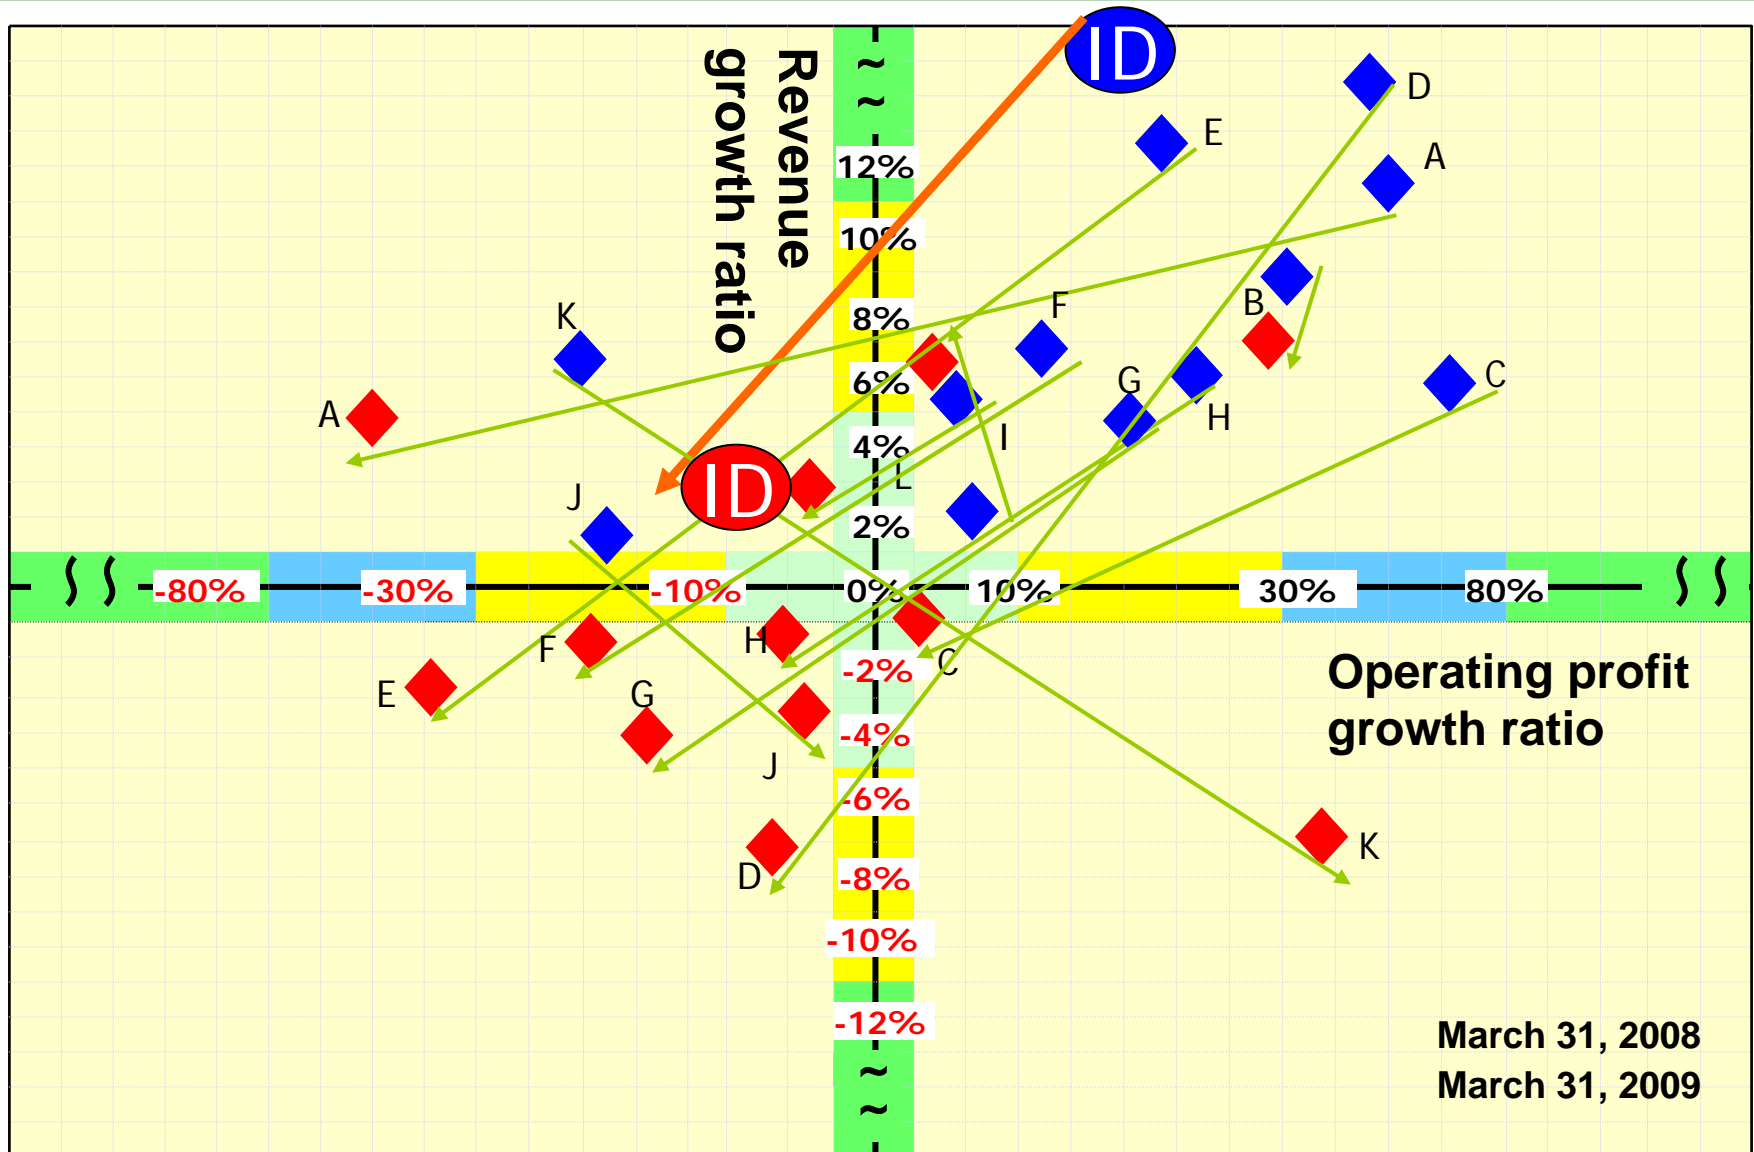 ID
D
E
A
Revenue
growth ratio
12%
10%
8%
6%
4%
2%
K
F
B
G
C
H
A
I
L
J
ID
-80%
-30%
-10%
0%
10%
30%
80%
F
H
C
E
G
J
D
K
-2%
-4%
-6%
-8%
-10%
-12%
Operating profit
growth ratio
March 31, 2008
March 31, 2009